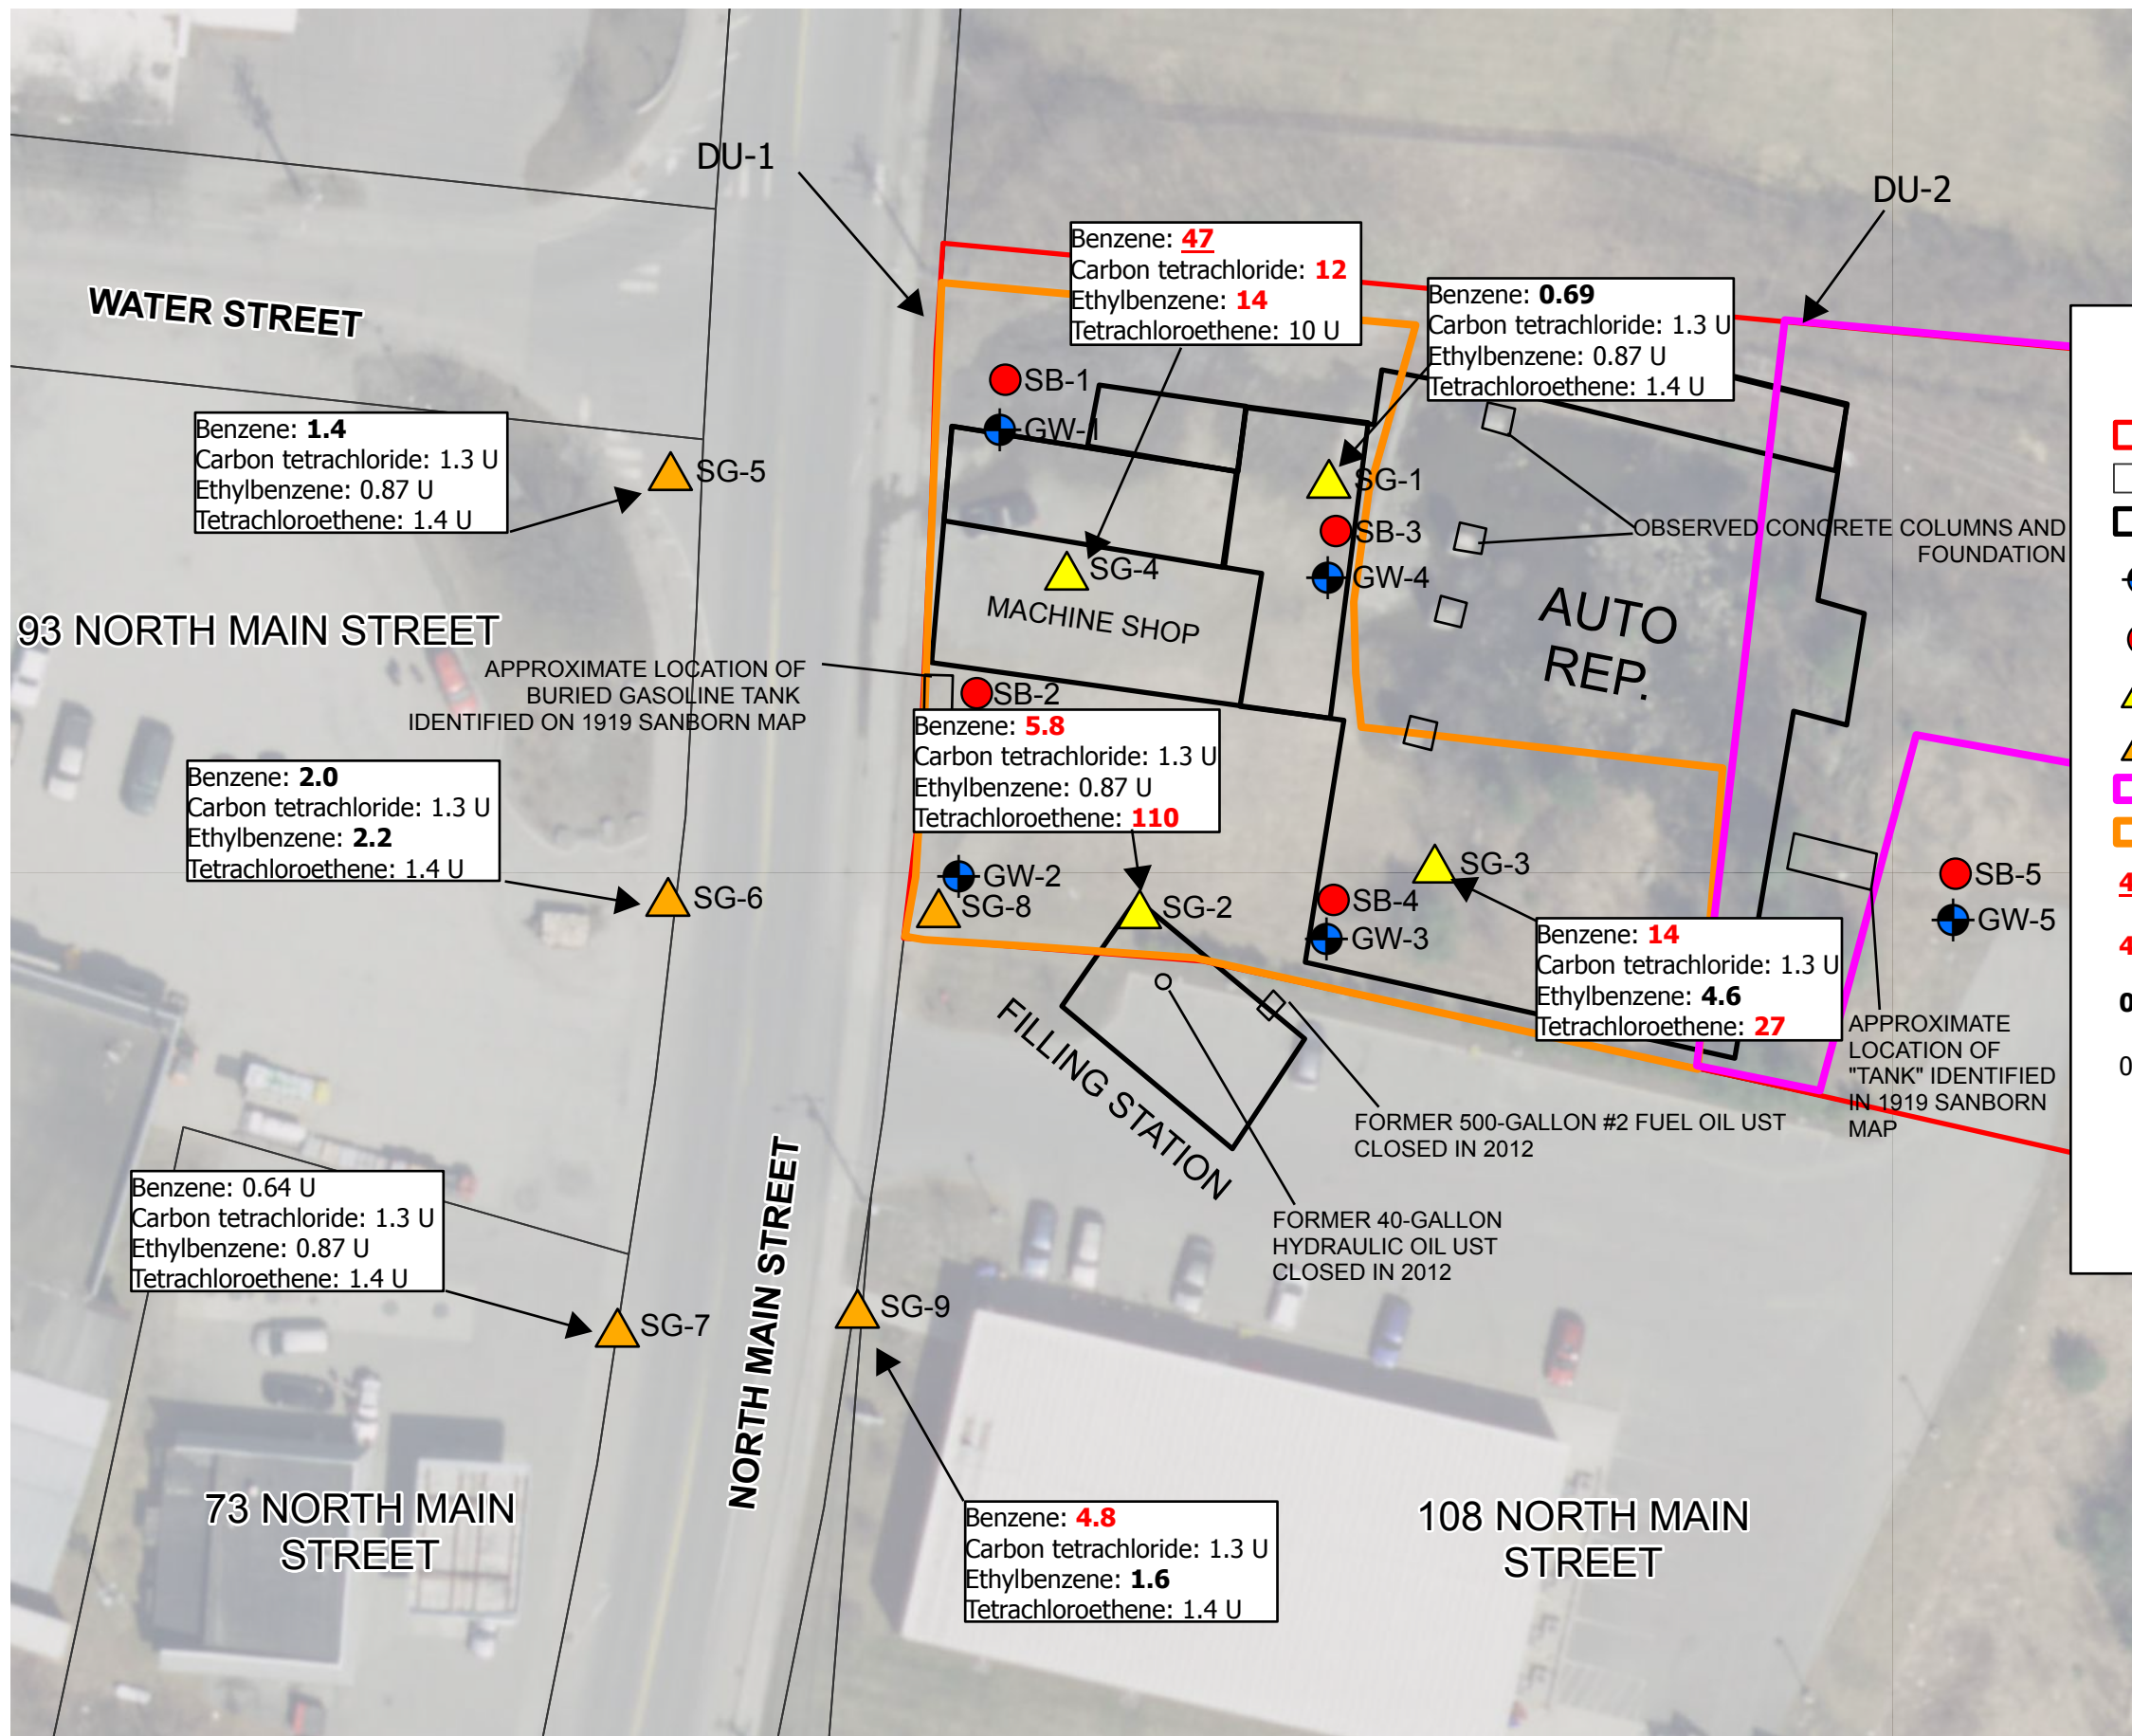 DU-1
DU-2
Benzene: 47
Carbon tetrachloride: 12
Ethylbenzene: 14
Tetrachloroethene: 10 U
Benzene: 0.69
Carbon tetrachloride: 1.3 U
Ethylbenzene: 0.87 U
Tetrachloroethene: 1.4 U
WATER STREET
SB-1
GW-1
Benzene: 1.4
Carbon tetrachloride: 1.3 U
Ethylbenzene: 0.87 U
Tetrachloroethene: 1.4 U
SG-5
SG-1
SB-3
OBSERVED CONCRETE COLUMNS AND
FOUNDATION
SG-4
GW-4
MACHINE SHOP
AUTO
REP.
93 NORTH MAIN STREET
APPROXIMATE LOCATION OF
BURIED GASOLINE TANK
IDENTIFIED ON 1919 SANBORN MAP
SB-2
Benzene: 5.8
Carbon tetrachloride: 1.3 U
Ethylbenzene: 0.87 U
Tetrachloroethene: 110
Benzene: 2.0
Carbon tetrachloride: 1.3 U
Ethylbenzene: 2.2
Tetrachloroethene: 1.4 U
SG-6
GW-2
SG-8
SG-2
SG-3
SB-4
GW-3
SB-5
GW-5
4
4
0
0
Benzene: 14
Carbon tetrachloride: 1.3 U
Ethylbenzene: 4.6
Tetrachloroethene: 27
APPROXIMATE
LOCATION OF
"TANK" IDENTIFIED
IN 1919 SANBORN
MAP
FILLING STATION
FORMER 500-GALLON #2 FUEL OIL UST
CLOSED IN 2012
FORMER 40-GALLON
HYDRAULIC OIL UST
CLOSED IN 2012
Benzene: 0.64 U
Carbon tetrachloride: 1.3 U
Ethylbenzene: 0.87 U
Tetrachloroethene: 1.4 U
SG-7
NORTH MAIN STREET
SG-9
Benzene: 4.8
Carbon tetrachloride: 1.3 U
Ethylbenzene: 1.6
Tetrachloroethene: 1.4 U
73 NORTH MAIN
STREET
108 NORTH MAIN
STREET